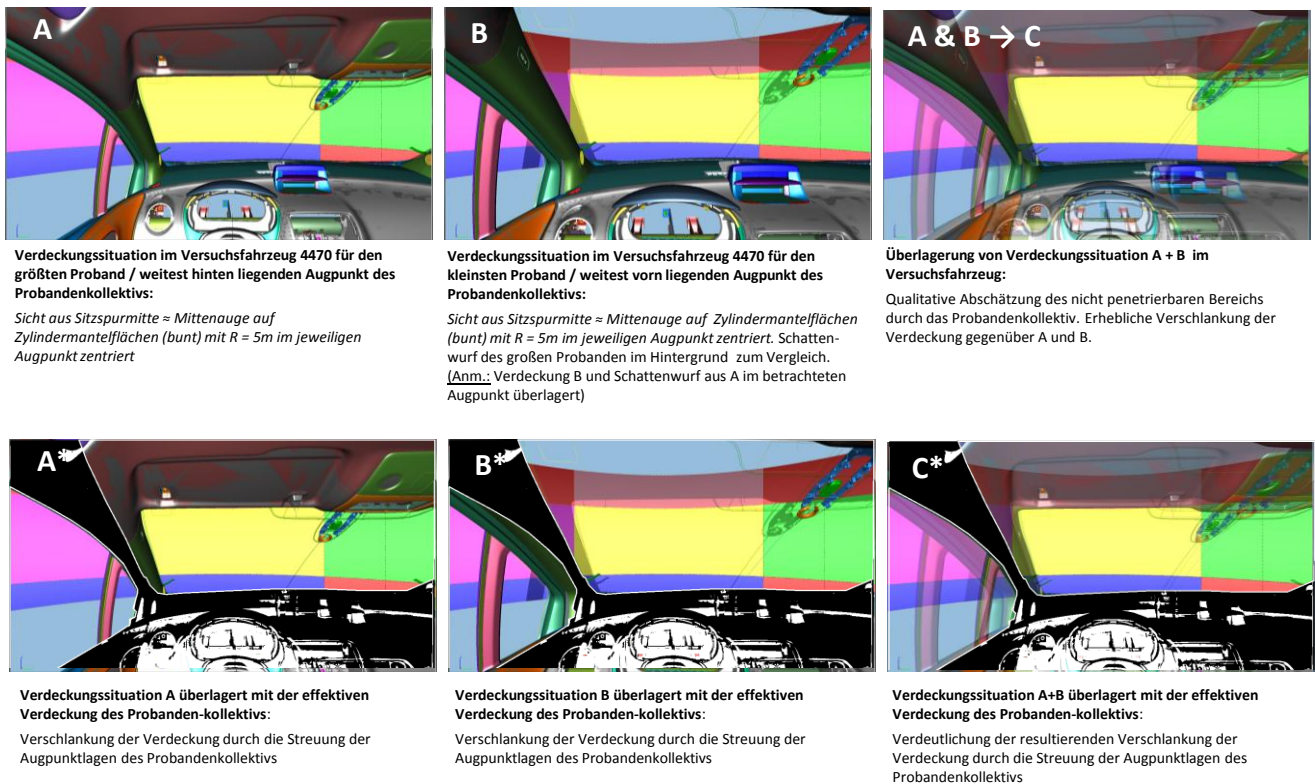 A
B
A & B → C
Verdeckungssituation im Versuchsfahrzeug 4470 für den
größten Proband / weitest hinten liegenden Augpunkt des
Probandenkollektivs:
Sicht aus Sitzspurmitte ≈ Mittenauge auf
Zylindermantelflächen (bunt) mit R = 5m im jeweiligen
Augpunkt zentriert
Verdeckungssituation im Versuchsfahrzeug 4470 für den
kleinsten Proband / weitest vorn liegenden Augpunkt des
Probandenkollektivs:
Sicht aus Sitzspurmitte ≈ Mittenauge auf Zylindermantelflächen
(bunt) mit R = 5m im jeweiligen Augpunkt zentriert. Schatten-
wurf des großen Probanden im Hintergrund zum Vergleich.
(Anm.: Verdeckung B und Schattenwurf aus A im betrachteten
Augpunkt überlagert)
Überlagerung von Verdeckungssituation A + B im
Versuchsfahrzeug:
Qualitative Abschätzung des nicht penetrierbaren Bereichs
durch das Probandenkollektiv. Erhebliche Verschlankung der
Verdeckung gegenüber A und B.
A*
B*
C*
Verdeckungssituation A überlagert mit der effektiven
Verdeckung des Probanden-kollektivs:
Verschlankung der Verdeckung durch die Streuung der
Augpunktlagen des Probandenkollektivs
Verdeckungssituation B überlagert mit der effektiven
Verdeckung des Probanden-kollektivs:
Verschlankung der Verdeckung durch die Streuung der
Augpunktlagen des Probandenkollektivs
Verdeckungssituation A+B überlagert mit der effektiven
Verdeckung des Probanden-kollektivs:
Verdeutlichung der resultierenden Verschlankung der
Verdeckung durch die Streuung der Augpunktlagen des
Probandenkollektivs